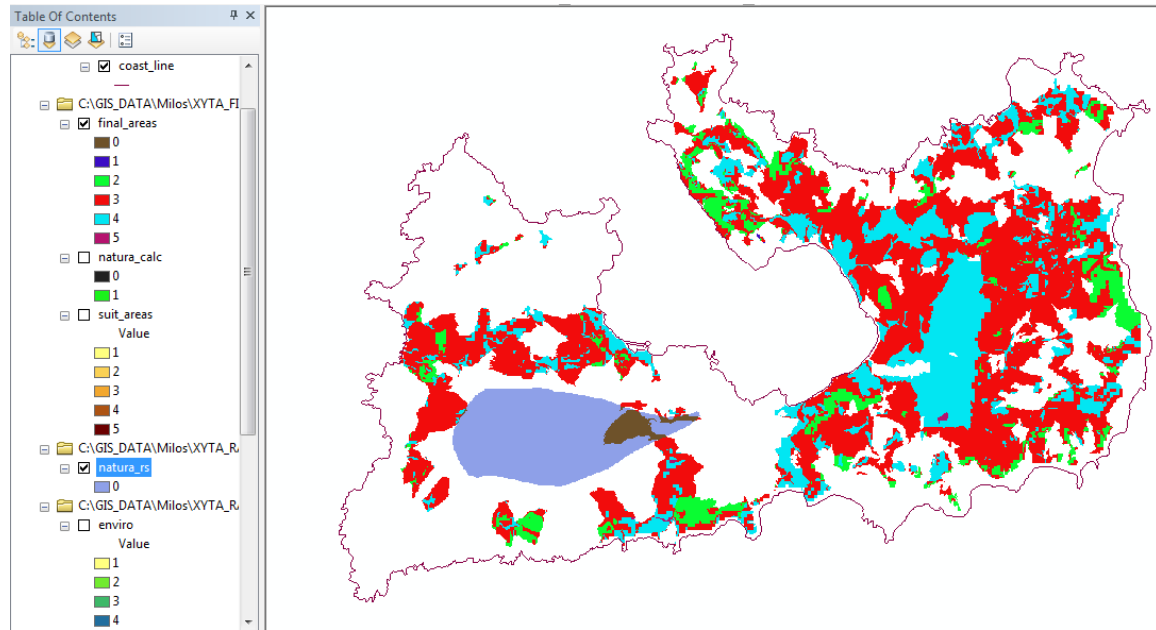 Table Of Contents
coast_line
C:\GIS_DATA\Milos\XYTA_FI
final_areas
0
1
2
3
4
5
natura_calc
0
1
suit_areas
Value
1
2
3
4
5
C:\GIS_DATA\Milos\XYTA_R
natura_rs
0
C:\GIS_DATA\Milos\XYTA_R
enviro
Value
1
2
3
4